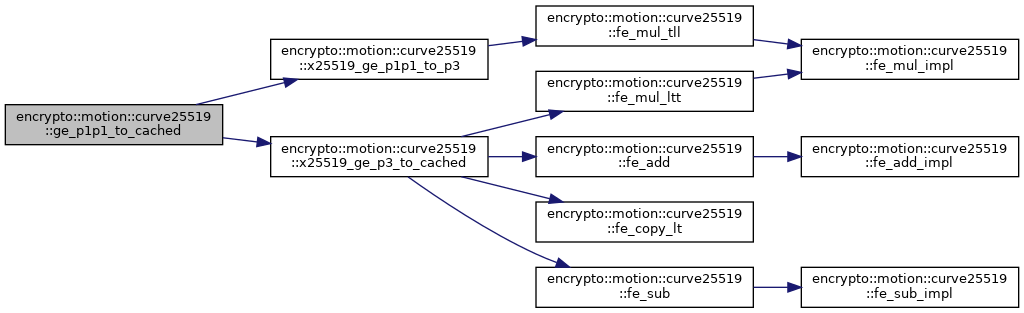 encrypto::motion::curve25519
::ge_p1p1_to_cached
encrypto::motion::curve25519
::x25519_ge_p1p1_to_p3
encrypto::motion::curve25519
::fe_mul_tll
encrypto::motion::curve25519
::fe_mul_impl
encrypto::motion::curve25519
::fe_mul_ltt
encrypto::motion::curve25519
::x25519_ge_p3_to_cached
encrypto::motion::curve25519
::fe_add
encrypto::motion::curve25519
::fe_add_impl
encrypto::motion::curve25519
::fe_copy_lt
encrypto::motion::curve25519
::fe_sub
encrypto::motion::curve25519
::fe_sub_impl